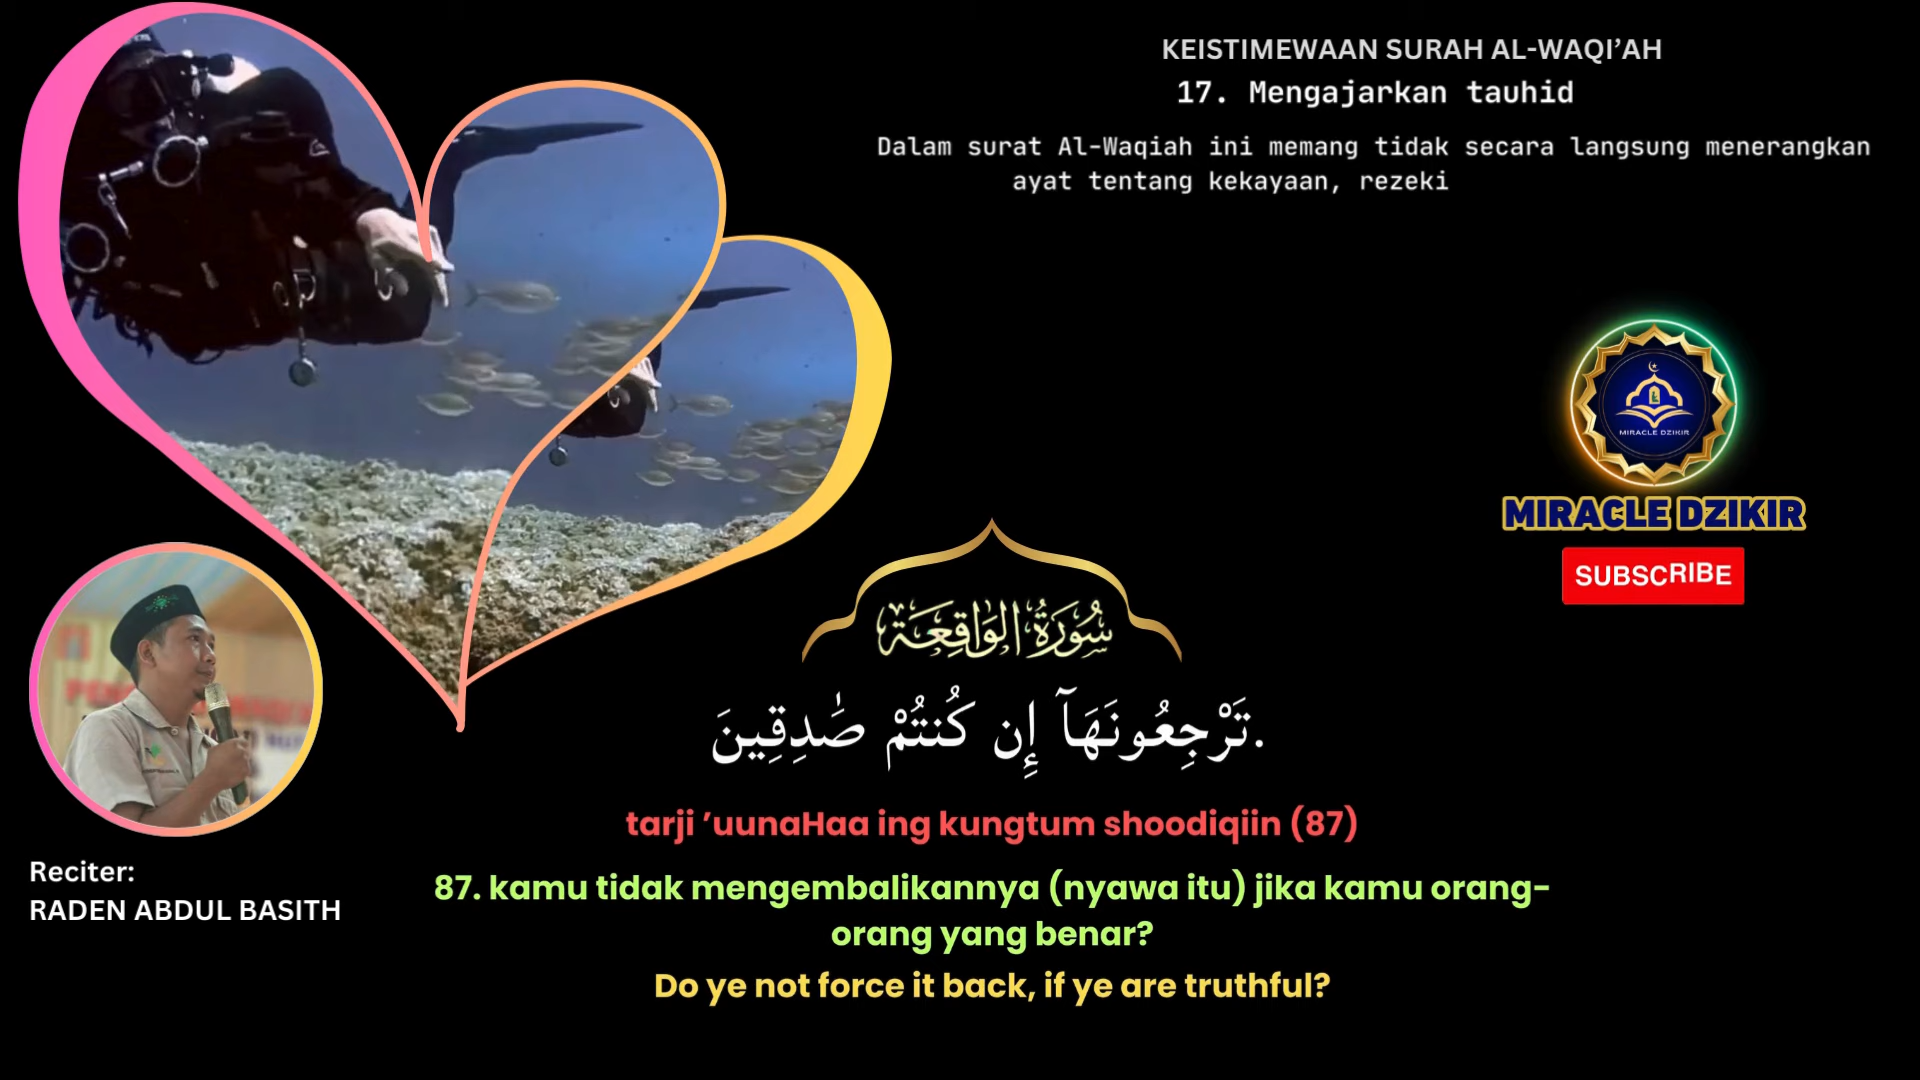 KEISTIMEWAAN SURAH AL-WAQI’AH
17. Mengajarkan tauhid
Dalam surat Al-Waqiah ini memang tidak secara langsung menerangkan
ayat tentang kekayaan, rezeki
MIRACLE DZIKIR
MIRACLE DZIKIR
SUBSCRIBE
سُورَةُ الوَاقِعَة
تَرْجِعُونَهَآ إِن كُنتُمْ صَٰدِقِينَ.
tarji ’uunaHaa ing kungtum shoodiqiin (87)
87. kamu tidak mengembalikannya (nyawa itu) jika kamu orang-
orang yang benar?
Do ye not force it back, if ye are truthful?
Reciter:
RADEN ABDUL BASITH